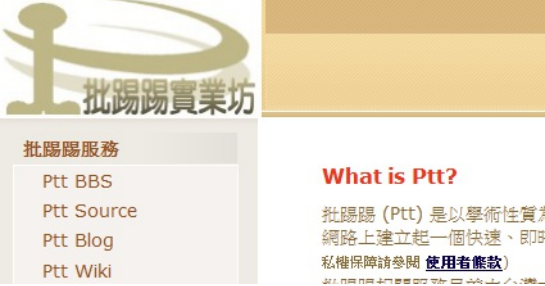 批踢踢實業坊
批踢踢服務
Ptt BBS
Ptt Source
Ptt Blog
Ptt Wiki
What is Ptt?
批踢踢 (Ptt) 是以學術性質
網路上建立起一個快速、即
私權保障請參閱 使用者條款)